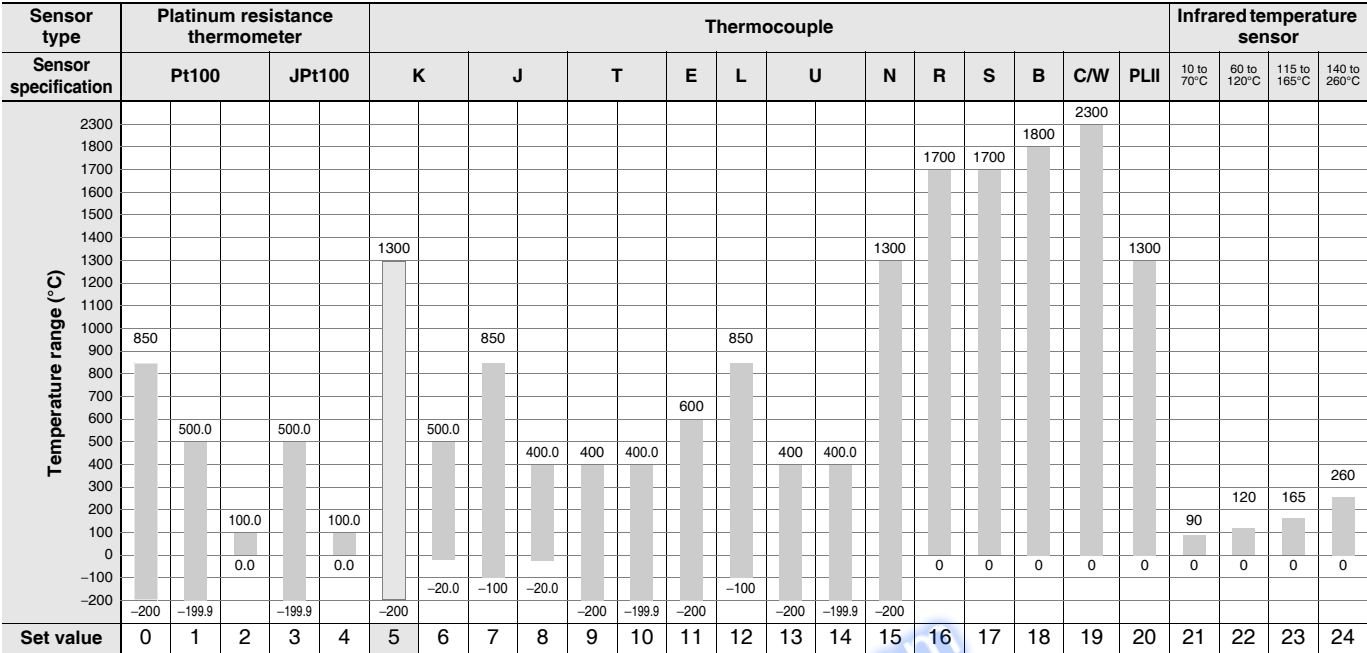 Sensor type Platinum resistance thermometer Thermocouple Infrared temperature sensor
Sensor specification Pt100 JPt100 K J T E L U N R S B C/W PLII 10 to 70°C 60 to 120°C 115 to 165°C 140 to 260°C
Temperature range (°C)
2300 2300
1800 1800
1700 1700 1700
1600
1500
1400
1300 1300 1300 1300
1200
1100
1000
900 850 850 850
800
700
600 600
500 500.0 500.0 500.0
400 400.0 400 400.0 400 400.0
300 260
200 120 165
100 100.0 100.0 90
0 0.0 0.0 0 0 0 0 0 0 0 0 0
−100 −20.0 −100 −20.0 −100
−200 −200 −199.9 −199.9 −200 −200 −199.9 −200 −200 −199.9 −200
Set value 0 1 2 3 4 5 6 7 8 9 10 11 12 13 14 15 16 17 18 19 20 21 22 23 24